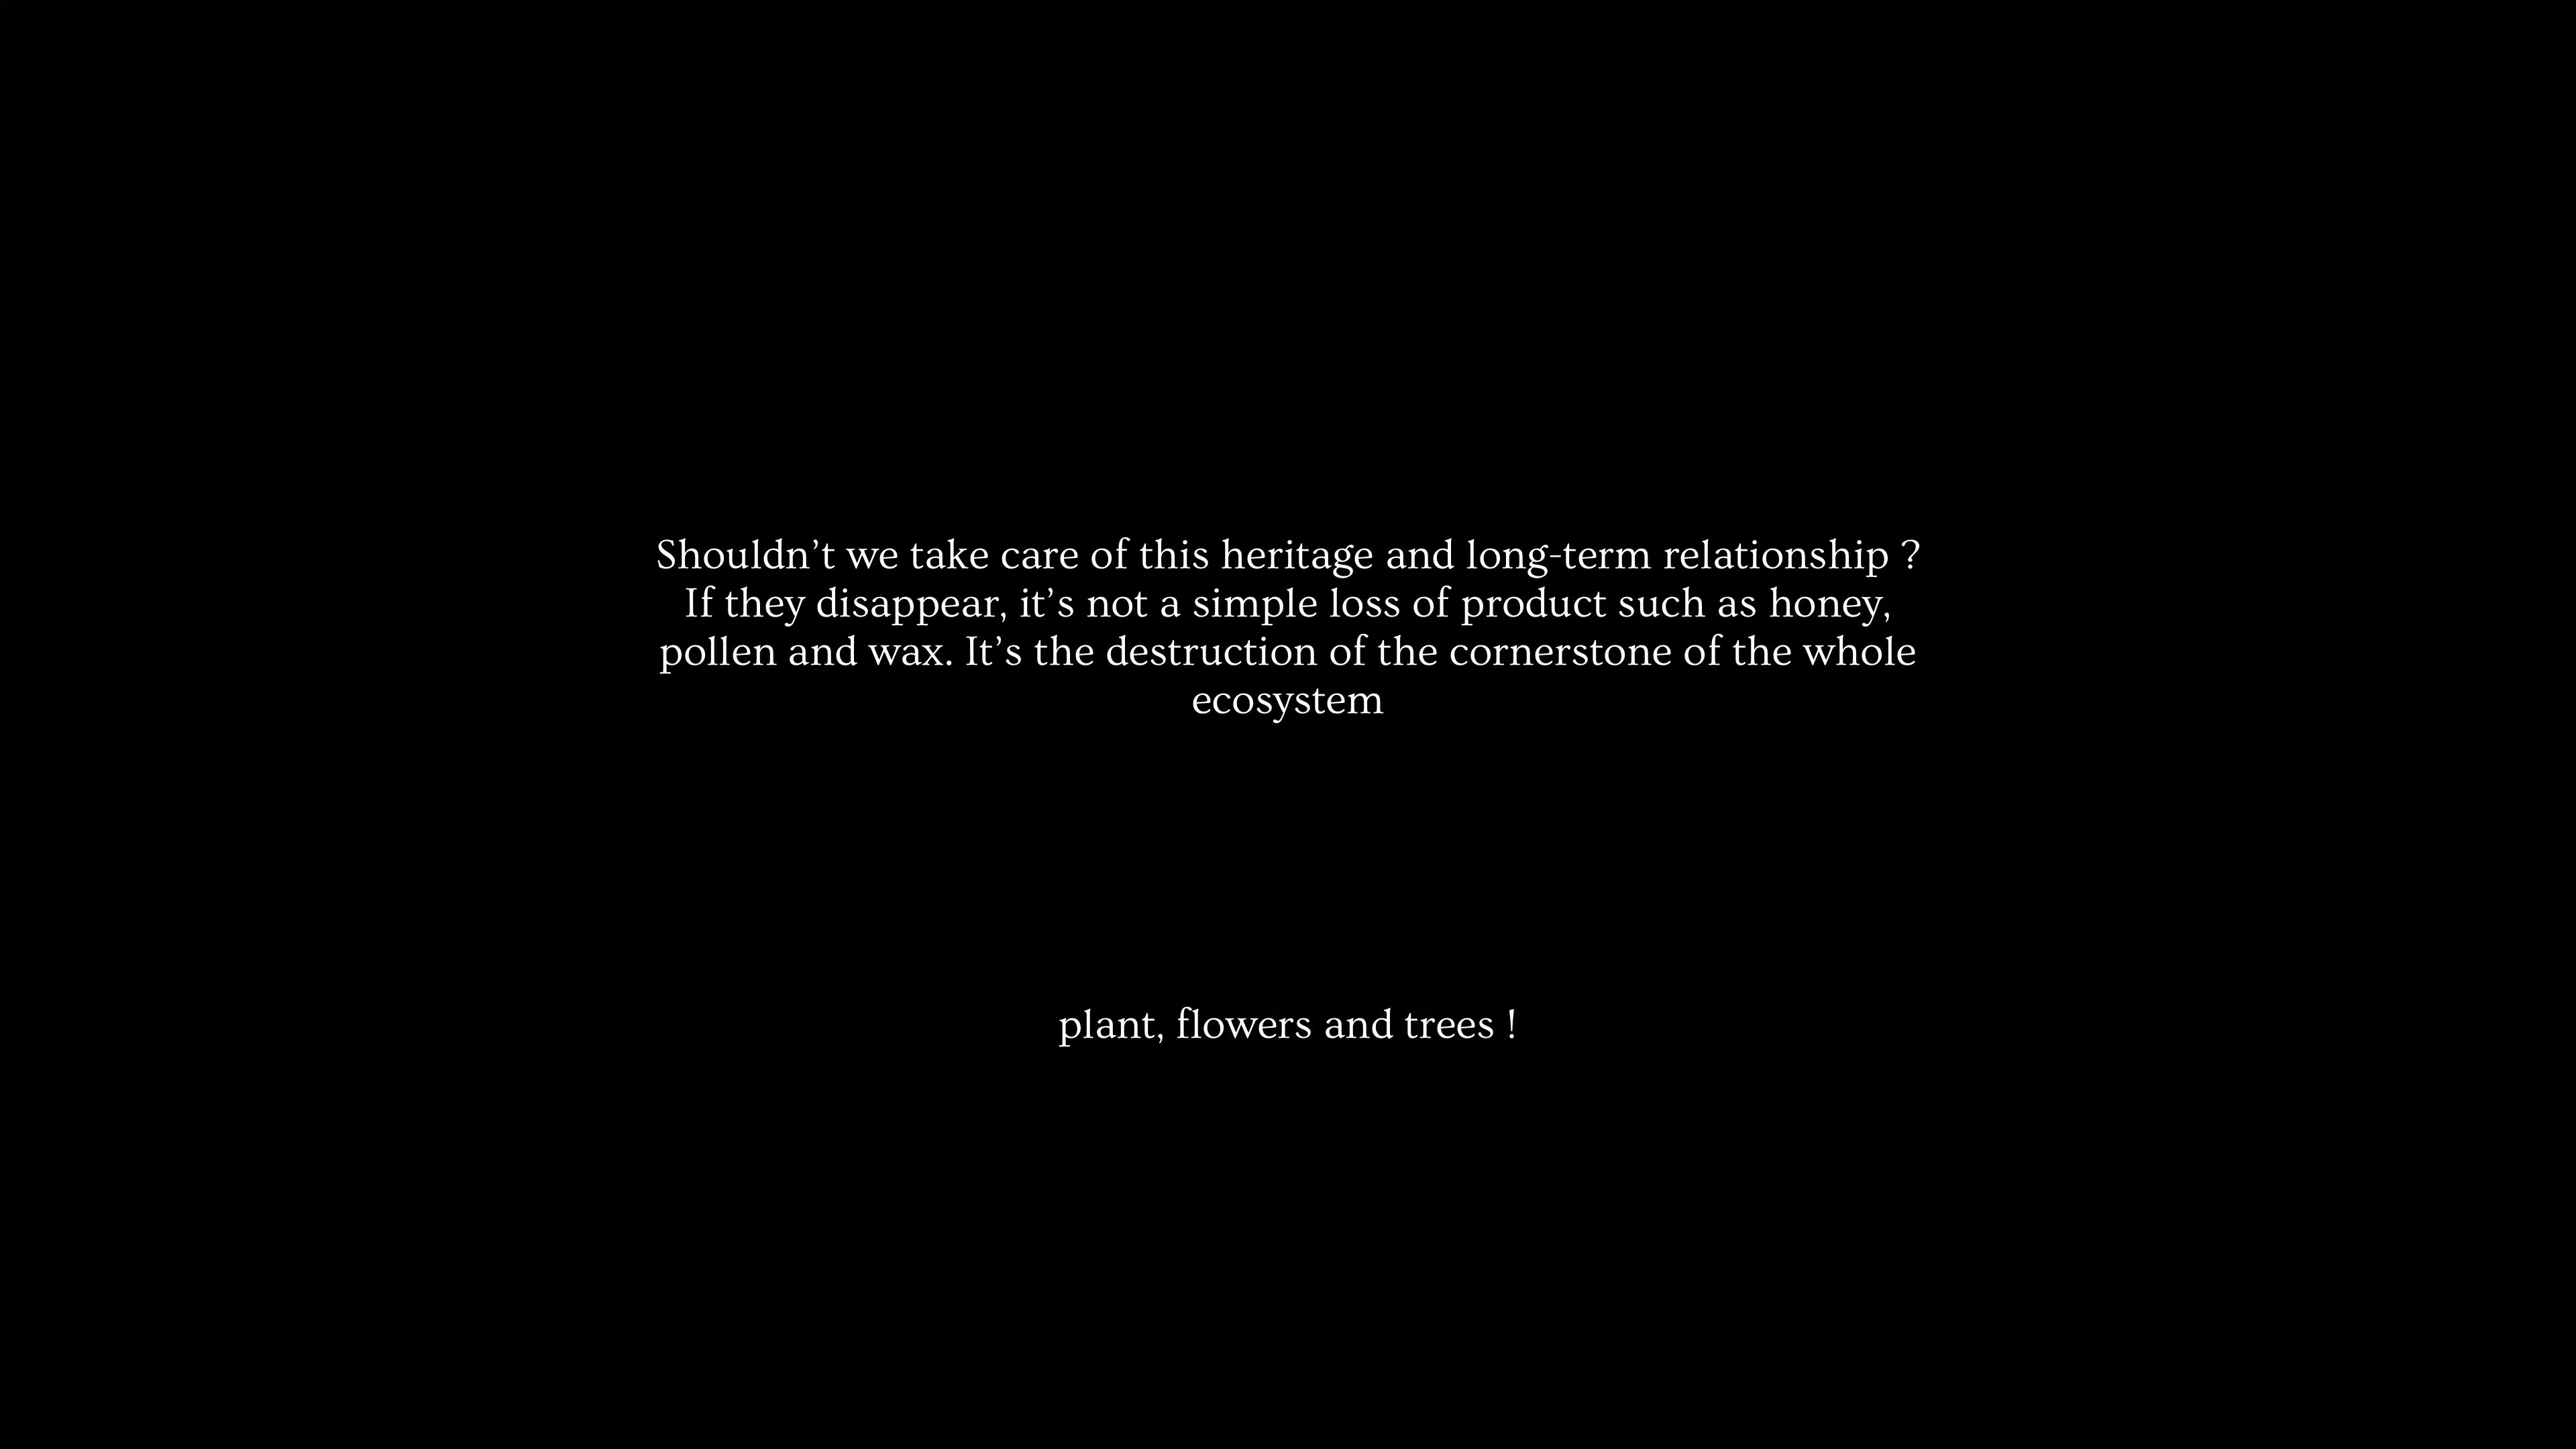 Shouldn’t we take care of this heritage and long-term relationship ?
If they disappear, it’s not a simple loss of product such as honey,
pollen and wax. It’s the destruction of the cornerstone of the whole
ecosystem
plant, flowers and trees !